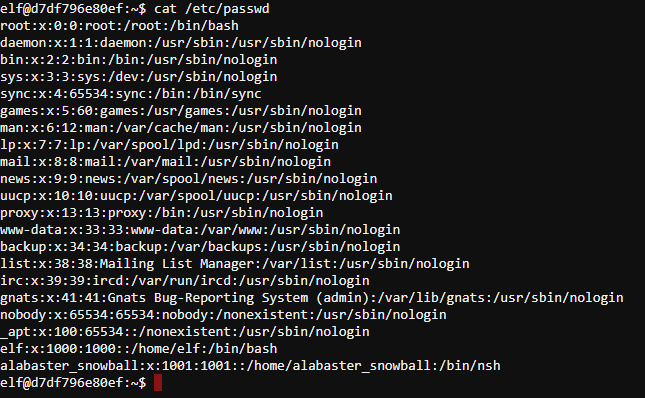 elf@d7df796e80ef:~$ cat /etc/passwd
root:x:0:0:root:/root:/bin/bash
daemon:x:1:1:daemon:/usr/sbin:/usr/sbin/nologin
bin:x:2:2:bin:/bin:/usr/sbin/nologin
sys:x:3:3:sys:/dev:/usr/sbin/nologin
sync:x:4:65534:sync:/bin:/bin/sync
games:x:5:60:games:/usr/games:/usr/sbin/nologin
man:x:6:12:man:/var/cache/man:/usr/sbin/nologin
lp:x:7:7:lp:/var/spool/lpd:/usr/sbin/nologin
mail:x:8:8:mail:/var/mail:/usr/sbin/nologin
news:x:9:9:news:/var/spool/news:/usr/sbin/nologin
uucp:x:10:10:uucp:/var/spool/uucp:/usr/sbin/nologin
proxy:x:13:13:proxy:/bin:/usr/sbin/nologin
www-data:x:33:33:www-data:/var/www:/usr/sbin/nologin
backup:x:34:34:backup:/var/backups:/usr/sbin/nologin
list:x:38:38:Mailing List Manager:/var/list:/usr/sbin/nologin
irc:x:39:39:ircd:/var/run/ircd:/usr/sbin/nologin
gnats:x:41:41:Gnats Bug-Reporting System (admin):/var/lib/gnats:/usr/sbin/nologin
nobody:x:65534:65534:nobody:/nonexistent:/usr/sbin/nologin
_apt:x:100:65534::/nonexistent:/usr/sbin/nologin
elf:x:1000:1000::/home/elf:/bin/bash
alabaster_snowball:x:1001:1001::/home/alabaster_snowball:/bin/nsh
elf@d7df796e80ef:~$